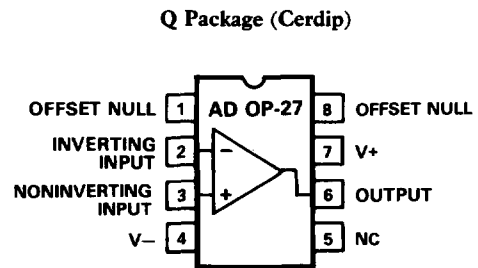 Q Package (Cerdip)
OFFSET NULL 1 AD OP-27 8 OFFSET NULL
INVERTING
INPUT 2 − 7 V+
NONINVERTING
INPUT 3 + 6 OUTPUT
V− 4 5 NC